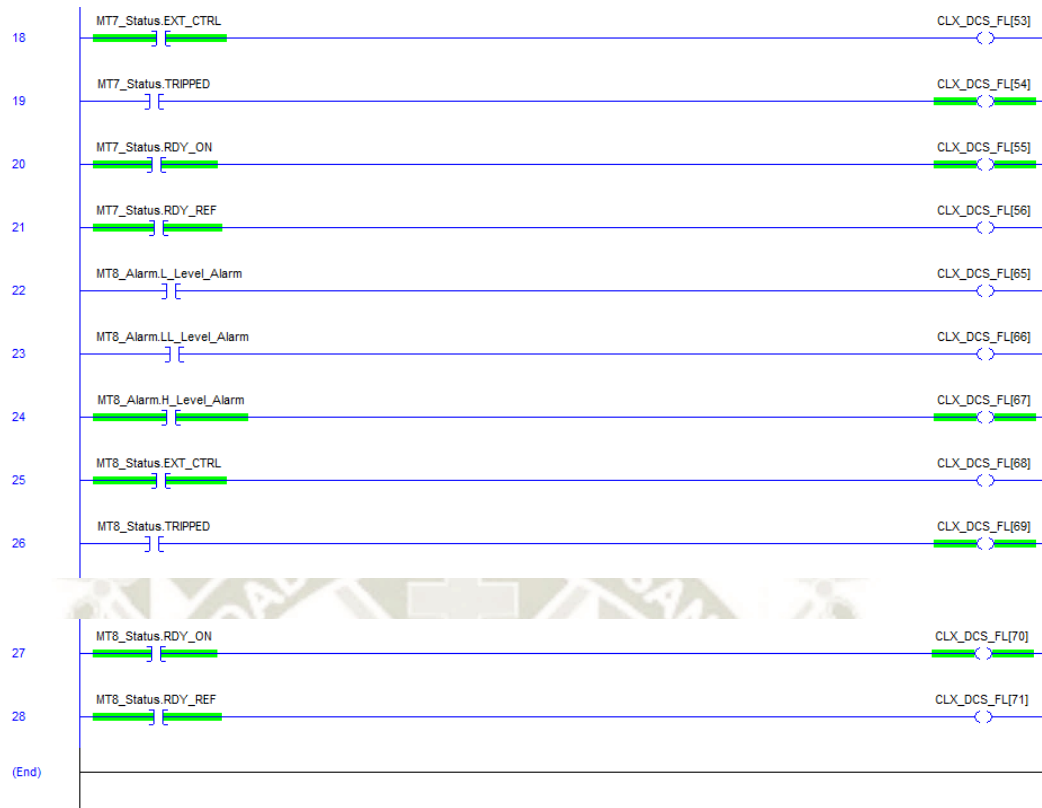 MT7_Status.EXT_CTRL CLX_DCS_FL[53]
18
MT7_Status.TRIPPED CLX_DCS_FL[54]
19
MT7_Status.RDY_ON CLX_DCS_FL[55]
20
MT7_Status.RDY_REF CLX_DCS_FL[56]
21
MT8_Alarm.L_Level_Alarm CLX_DCS_FL[65]
22
MT8_Alarm.LL_Level_Alarm CLX_DCS_FL[66]
23
MT8_Alarm.H_Level_Alarm CLX_DCS_FL[67]
24
MT8_Status.EXT_CTRL CLX_DCS_FL[68]
25
MT8_Status.TRIPPED CLX_DCS_FL[69]
26
MT8_Status.RDY_ON CLX_DCS_FL[70]
27
MT8_Status.RDY_REF CLX_DCS_FL[71]
28
(End)